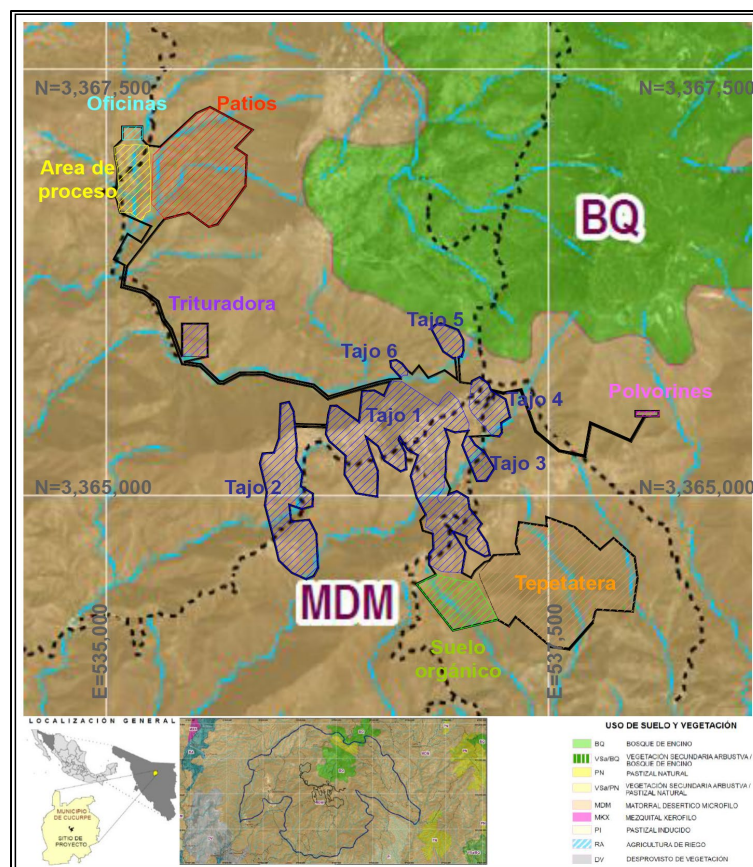 N=3,367,500
N=3,367,500
Oficinas
Patios
Area de
proceso
BQ
Trituradora
Tajo 5
Tajo 6
Polvorines
Tajo 1
Tajo 4
Tajo 3
Tajo 2
N=3,365,000
N=3,365,000
MDM
Tepetatera
Suelo
orgánico
E=535,000
E=537,500
LOCALIZACIÓN GENERAL
MUNICIPIO
DE CUCURPE
SITIO DE
PROYECTO
USO DE SUELO Y VEGETACIÓN
BQ BOSQUE DE ENCINO
VSa/BQ VEGETACION SECUNDARIA ARBUSTIVA /
BOSQUE DE ENCINO
PN PASTIZAL NATURAL
VSa/PN VEGETACIÓN SECUNDARIA ARBUSTIVA /
PASTIZAL NATURAL
MDM MATORRAL DESERTICO MICROFILO
MKX MEZQUITAL XEROFILO
PI PASTIZAL INDUCIDO
RA AGRICULTURA DE RIEGO
DV DESPROVISTO DE VEGETACIÓN